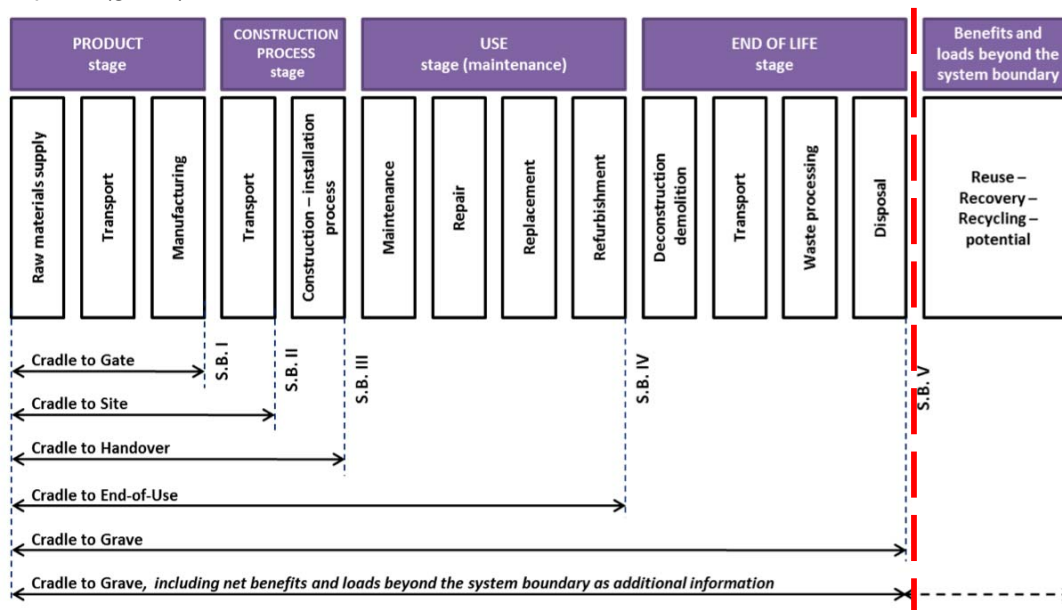 PRODUCT
stage
CONSTRUCTION
PROCESS
stage
USE
stage (maintenance)
END OF LIFE
stage
Benefits and
loads beyond the
system boundary
Raw materials supply
Transport
Manufacturing
Transport
Construction – installation
process
Maintenance
Repair
Replacement
Refurbishment
Deconstruction
demolition
Transport
Waste processing
Disposal
Reuse –
Recovery –
Recycling –
potential
Cradle to Gate
S.B. I
S.B. II
S.B. III
S.B. IV
S.B. V
Cradle to Site
Cradle to Handover
Cradle to End-of-Use
Cradle to Grave
Cradle to Grave, including net benefits and loads beyond the system boundary as additional information